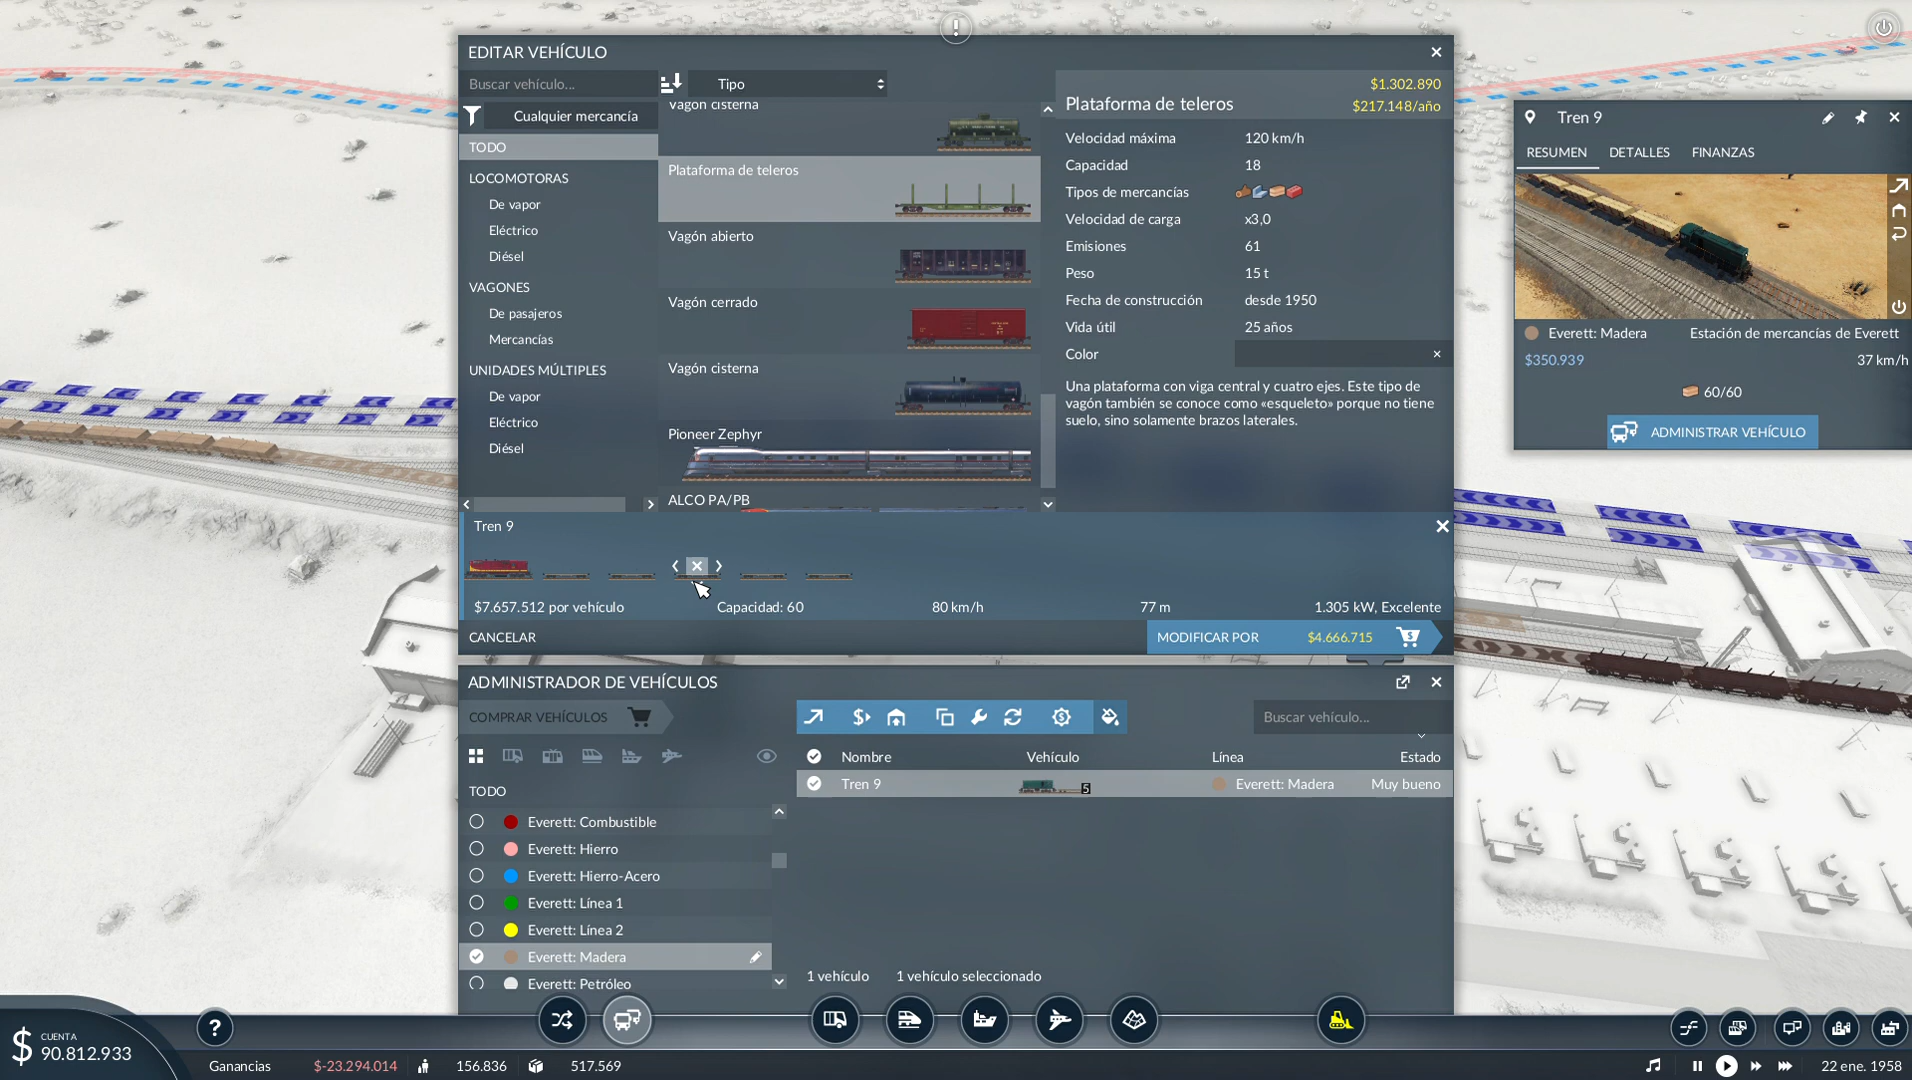 EDITAR VEHÍCULO
Buscar vehículo...
Tipo
Cualquier mercancía
TODO
LOCOMOTORAS
De vapor
Eléctrico
Diésel
VAGONES
De pasajeros
Mercancías
UNIDADES MÚLTIPLES
De vapor
Eléctrico
Diésel
Vagón cisterna
Plataforma de teleros
Vagón abierto
Vagón cerrado
Vagón cisterna
Pioneer Zephyr
ALCO PA/PB
$1.302.890
Plataforma de teleros
$217.148/año
Velocidad máxima 120 km/h
Capacidad 18
Tipos de mercancías
Velocidad de carga x3,0
Emisiones 61
Peso 15 t
Fecha de construcción desde 1950
Vida útil 25 años
Color
Una plataforma con viga central y cuatro ejes. Este tipo de
vagón también se conoce como «esqueleto» porque no tiene
suelo, sino solamente brazos laterales.
Tren 9
$7.657.512 por vehículo Capacidad: 60 80 km/h 77 m 1.305 kW, Excelente
CANCELAR
MODIFICAR POR $4.666.715
Tren 9
RESUMEN DETALLES FINANZAS
Everett: Madera Estación de mercancías de Everett
$350.939 37 km/h
60/60
ADMINISTRAR VEHÍCULO
ADMINISTRADOR DE VEHÍCULOS
COMPRAR VEHÍCULOS
Buscar vehículo...
TODO
Everett: Combustible
Everett: Hierro
Everett: Hierro-Acero
Everett: Línea 1
Everett: Línea 2
Everett: Madera
Everett: Petróleo
Nombre Vehículo Línea Estado
Tren 9 5 Everett: Madera Muy bueno
1 vehículo 1 vehículo seleccionado
CUENTA
$ 90.812.933
?
Ganancias $-23.294.014 156.836 517.569
22 ene. 1958